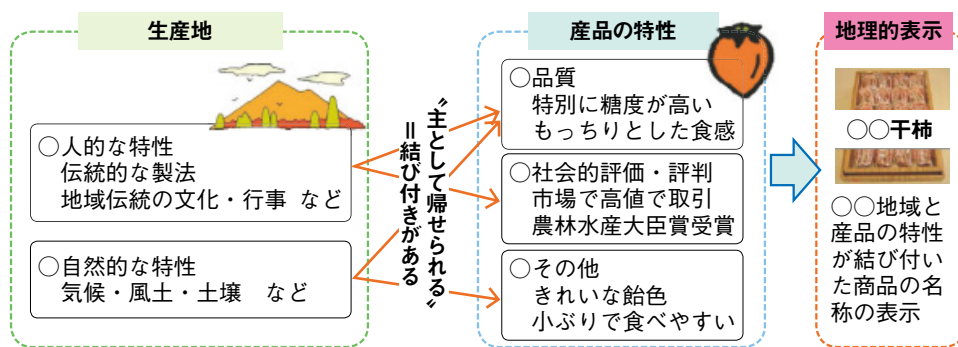 生産地
○人的な特性
伝統的な製法
地域伝統の文化・行事 など
○自然的な特性
気候・風土・土壌 など
〝主として帰せられる〟
＝結び付きがある
産品の特性
○品質
特別に糖度が高い
もっちりとした食感
○社会的評価・評判
市場で高値で取引
農林水産大臣賞受賞
○その他
きれいな飴色
小ぶりで食べやすい
地理的表示
○○干柿
○○地域と
産品の特性
が結び付い
た商品の名
称の表示